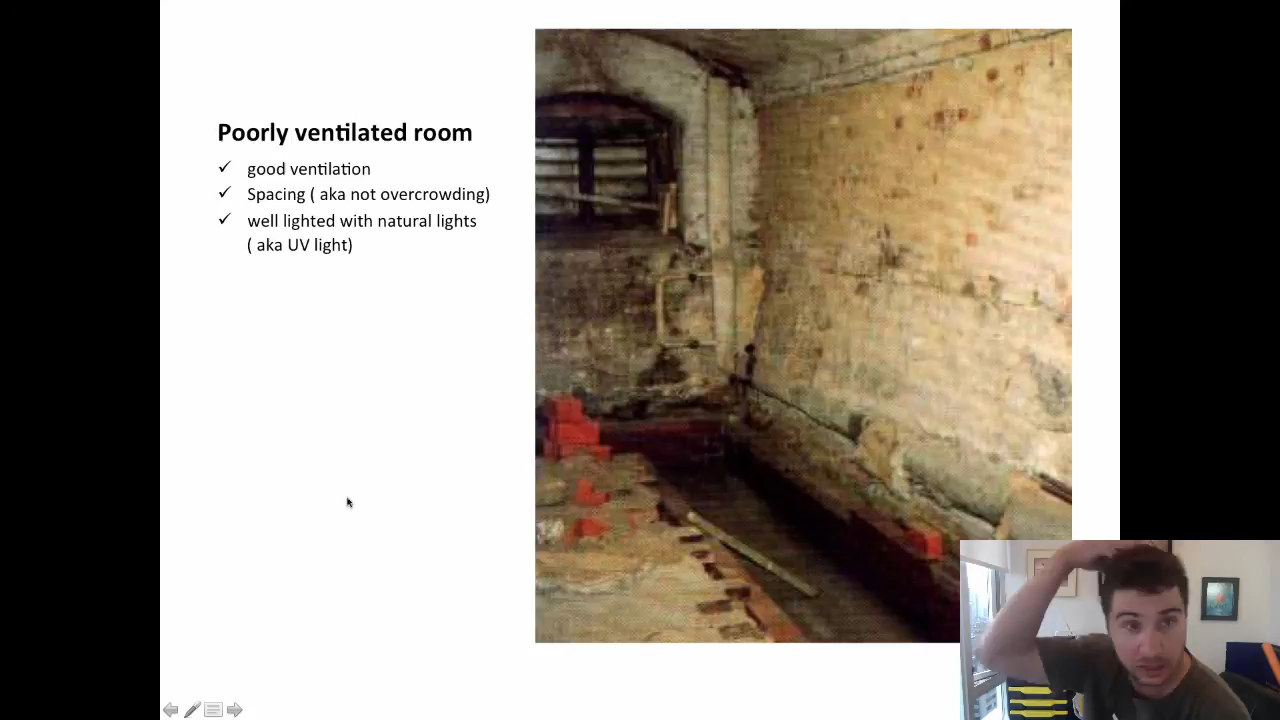 Poorly ventilated room
✓ good ventilation
✓ Spacing ( aka not overcrowding)
✓ well lighted with natural lights
( aka UV light)